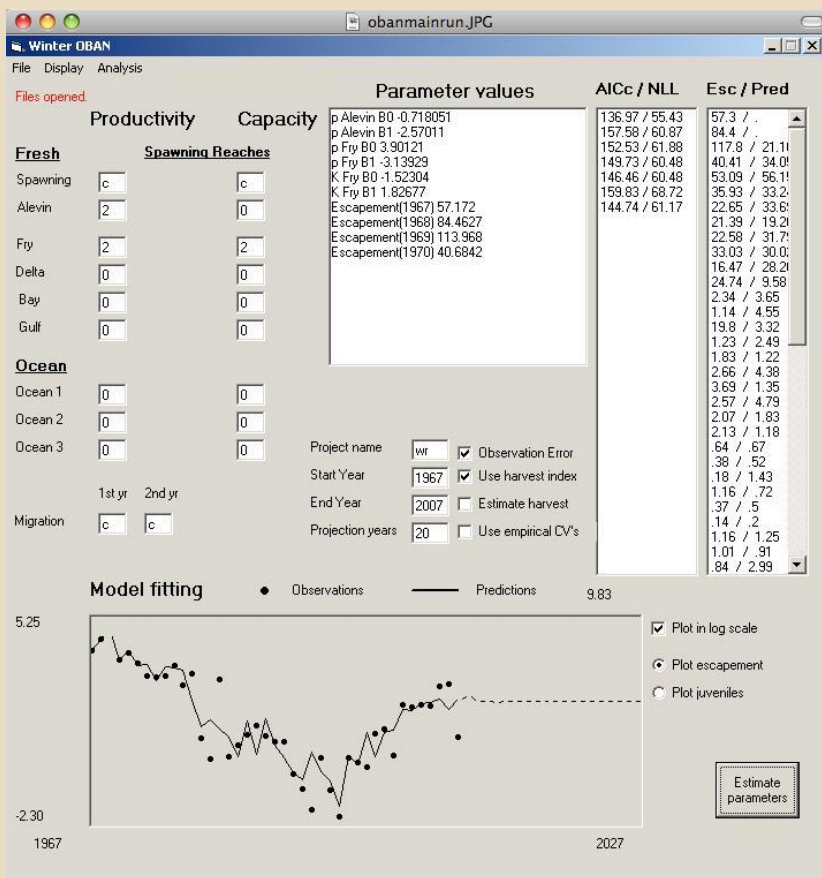 obanmainrun.JPG
Winter OBAN
File Display Analysis
Files opened.
Productivity Capacity
Fresh Spawning Reaches
Spawning c c
Alevin 2 0
Fry 2 2
Delta 0 0
Bay 0 0
Gulf 0 0
Ocean
Ocean 1 0 0
Ocean 2 0 0
Ocean 3 0 0
1st yr 2nd yr
Migration c c
Parameter values
p Alevin B0 -0.718051
p Alevin B1 -2.57011
p Fry B0 3.90121
p Fry B1 -3.13929
K Fry B0 -1.52304
K Fry B1 1.82677
Escapement(1967) 57.172
Escapement(1968) 84.4627
Escapement(1969) 113.968
Escapement(1970) 40.6842
AICc / NLL
136.97 / 55.43
157.58 / 60.87
152.53 / 61.88
149.73 / 60.48
146.46 / 60.48
159.83 / 68.72
144.74 / 61.17
Esc / Pred
57.3 / .
84.4 / .
117.8 / 21.1
40.41 / 34.0
53.09 / 56.1
35.93 / 33.2
22.65 / 33.6
21.39 / 19.2
22.58 / 31.7
33.03 / 30.0
16.47 / 28.2
24.74 / 9.58
2.34 / 3.65
1.14 / 4.55
19.8 / 3.32
1.23 / 2.49
1.83 / 1.22
2.66 / 4.38
3.69 / 1.35
2.57 / 4.79
2.07 / 1.83
2.13 / 1.18
.64 / .67
.38 / .52
.18 / 1.43
1.16 / .72
.37 / .5
.14 / .2
1.16 / 1.25
1.01 / .91
.84 / 2.99
Project name wr Observation Error
Start Year 1967 Use harvest index
End Year 2007 Estimate harvest
Projection years 20 Use empirical CV's
Model fitting Observations Predictions 9.83
5.25
-2.30
1967 2027
Plot in log scale
Plot escapement
Plot juveniles
Estimate
parameters